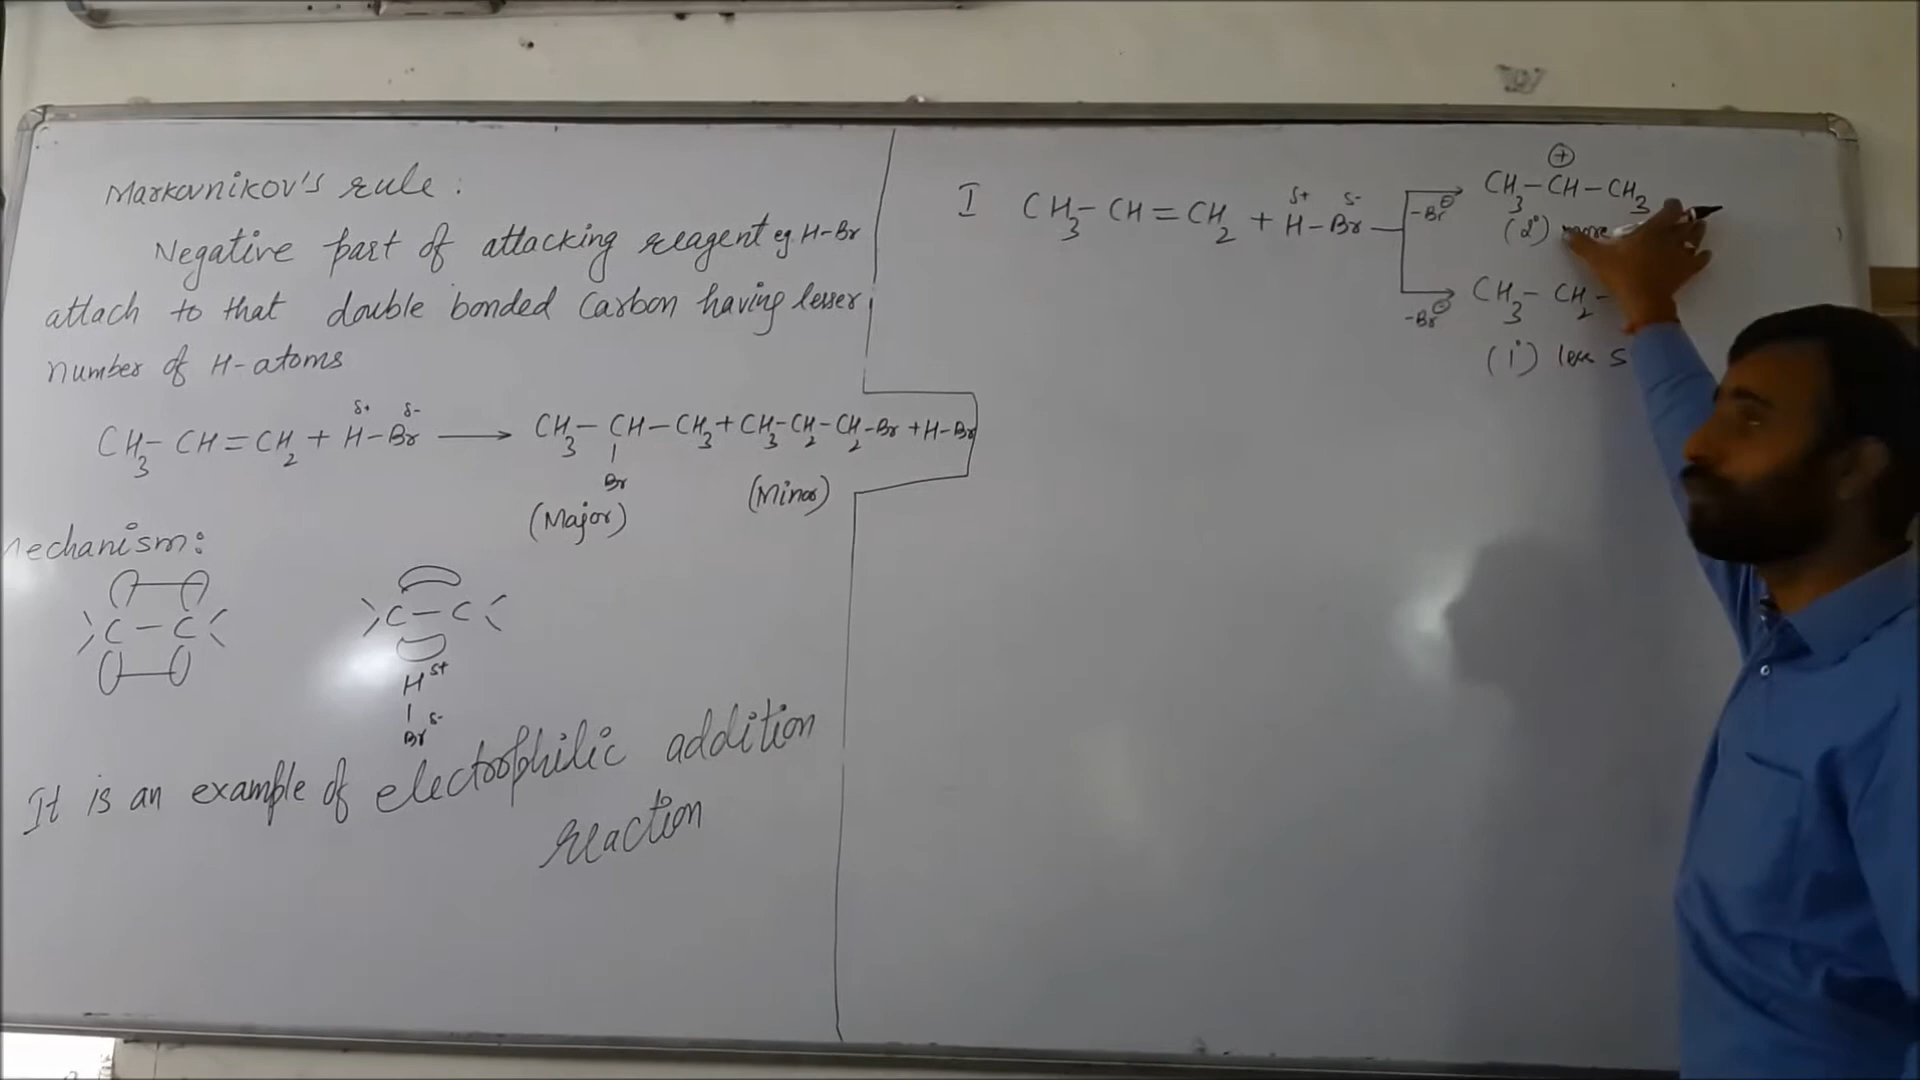 Markovnikov's rule :
Negative part of attacking reagent eg H-Br
attach to that double bonded Carbon having lesser
number of H-atoms
CH₃-CH=CH₂ + H^δ+-Br^δ- ⟶ CH₃-CH-CH₃ + CH₃-CH₂-CH₂-Br + H-Br
Br
(Major) (Minor)
Mechanism:
C-C C-C
H^δ+
Br^δ-
It is an example of electrophilic addition
reaction
I CH₃-CH=CH₂ + H^δ+-Br^δ-
-Br^⊖ CH₃-CH^⊕-CH₃
(2°) more
-Br^⊖ CH₃-CH₂-
(1°) less s